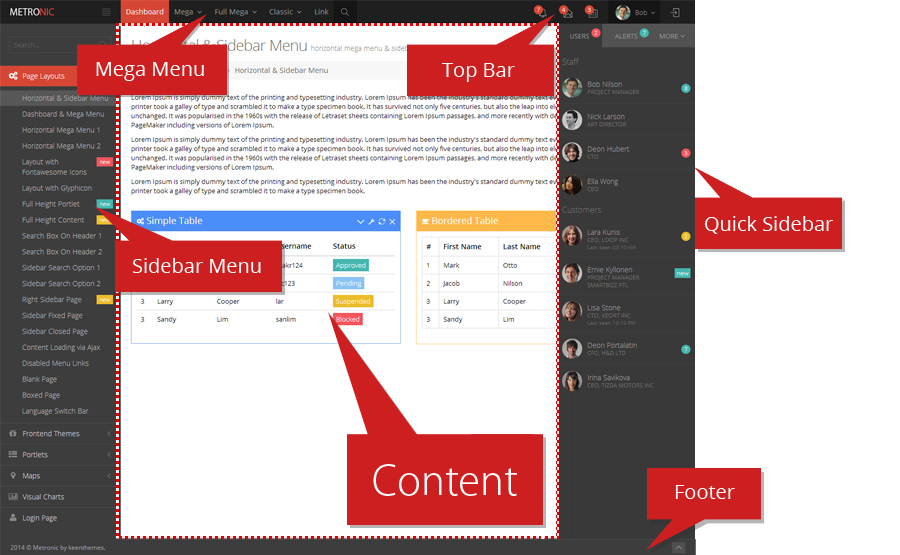 METRONIC
Dashboard
Mega
Full Mega
Classic
Link
7
4
3
Bob
Search...
Page Layouts
Horizontal & Sidebar Menu
Dashboard & Mega Menu
Horizontal Mega Menu 1
Horizontal Mega Menu 2
Layout with Fontawesome Icons
new
Layout with Glyphicon
Full Height Portlet
new
Full Height Content
new
Search Box On Header 1
Search Box On Header 2
Sidebar Search Option 1
Sidebar Search Option 2
Right Sidebar Page
new
Sidebar Fixed Page
Sidebar Closed Page
Content Loading via Ajax
Disabled Menu Links
Blank Page
Boxed Page
Language Switch Bar
Frontend Themes
Portlets
Maps
Visual Charts
Login Page
2014 © Metronic by keenthemes.
Mega Menu
Top Bar
Quick Sidebar
Sidebar Menu
Content
Footer
& Sidebar Menu horizontal mega menu & sideb
Horizontal & Sidebar Menu
Lorem Ipsum is simply dummy text of the printing and typesetting industry. Lorem Ipsum has been the industry's standard dummy text e
printer took a galley of type and scrambled it to make a type specimen book. It has survived not only five centuries, but also the leap into el
unchanged. It was popularised in the 1960s with the release of Letraset sheets containing Lorem Ipsum passages, and more recently with de
PageMaker including versions of Lorem Ipsum.
Lorem Ipsum is simply dummy text of the printing and typesetting industry. Lorem Ipsum has been the industry's standard dummy text e
printer took a galley of type and scrambled it to make a type specimen book. It has survived not only five centuries, but also the leap into el
unchanged. It was popularised in the 1960s with the release of Letraset sheets containing Lorem Ipsum passages, and more recently with de
PageMaker including versions of Lorem Ipsum.
Lorem Ipsum is simply dummy text of the printing and typesetting industry. Lorem Ipsum has been the industry's standard dummy text e
printer took a galley of type and scrambled it to make a type specimen book.
Simple Table
sername Status
akr124 Approved
123 Pending
3 Larry Cooper lar Suspended
3 Sandy Lim sanlim Blocked
Bordered Table
# First Name Last Name
1 Mark Otto
2 Jacob Nilson
3 Larry Cooper
3 Sandy Lim
USERS 2
ALERTS 7
MORE
Staff
Bob Nilson
PROJECT MANAGER
8
Nick Larson
ART DIRECTOR
Deon Hubert
CTO
3
Ella Wong
CEO
Customers
Lara Kunis
CEO, LOOP INC
Last seen 03:10 AM
2
Ernie Kyllonen
PROJECT MANAGER,
SMARTBIZZ PTL
new
Lisa Stone
CTO, KEORT INC
Last seen 13:10 PM
Deon Portalatin
CFO, H&D LTD
7
Irina Savikova
CEO, TIZDA MOTORS INC